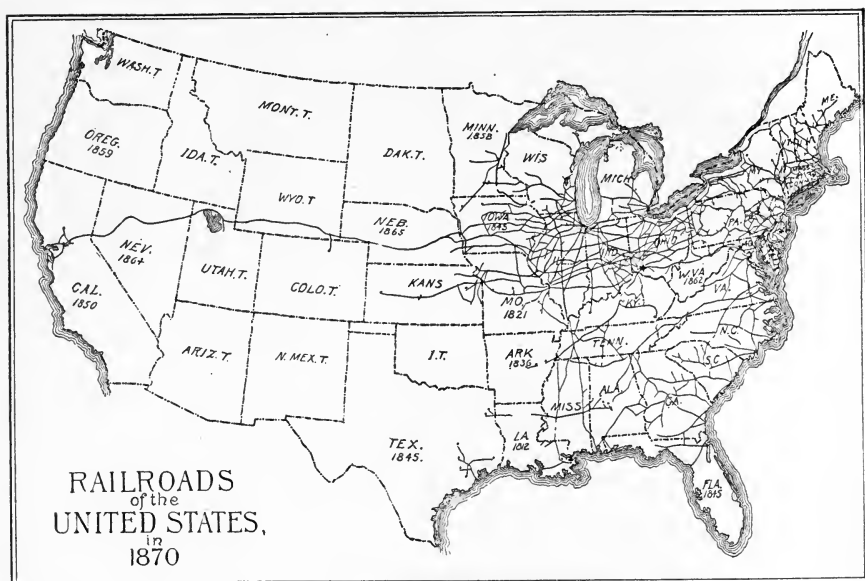 WASH.T
MONT.T.
MINN.
1858
ME.
OREG.
1859
IDA.T.
DAK.T.
WIS
MICH
WYO.T
NEB.
1865
IOWA
1845
PA.
NEV.
1864
UTAH.T.
COLO.T.
KANS
MO.
1821
W.VA
1862
VA.
KY.
CAL.
1850
ARIZ.T.
N.MEX.T.
I.T.
ARK
1836
TENN.
N.C.
S.C.
MISS
ALA.
GA.
TEX.
1845.
LA
1812
FLA.
1845
RAILROADS
of the
UNITED STATES,
in
1870